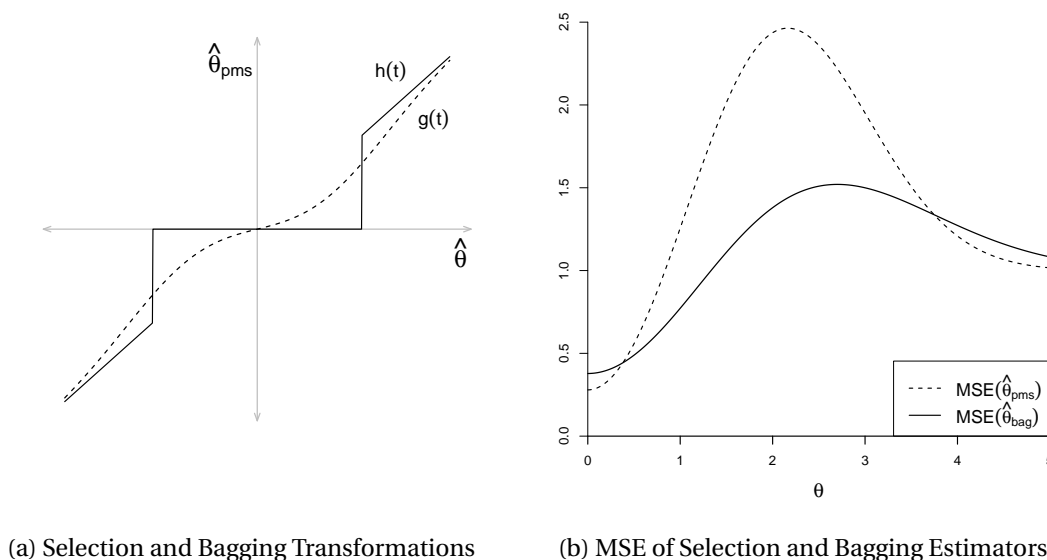 θ̂pms
h(t)
g(t)
θ̂
2.5
2.0
1.5
1.0
0.5
0.0
0 1 2 3 4 5
θ
MSE(θ̂pms)
MSE(θ̂bag)
(a) Selection and Bagging Transformations
(b) MSE of Selection and Bagging Estimators